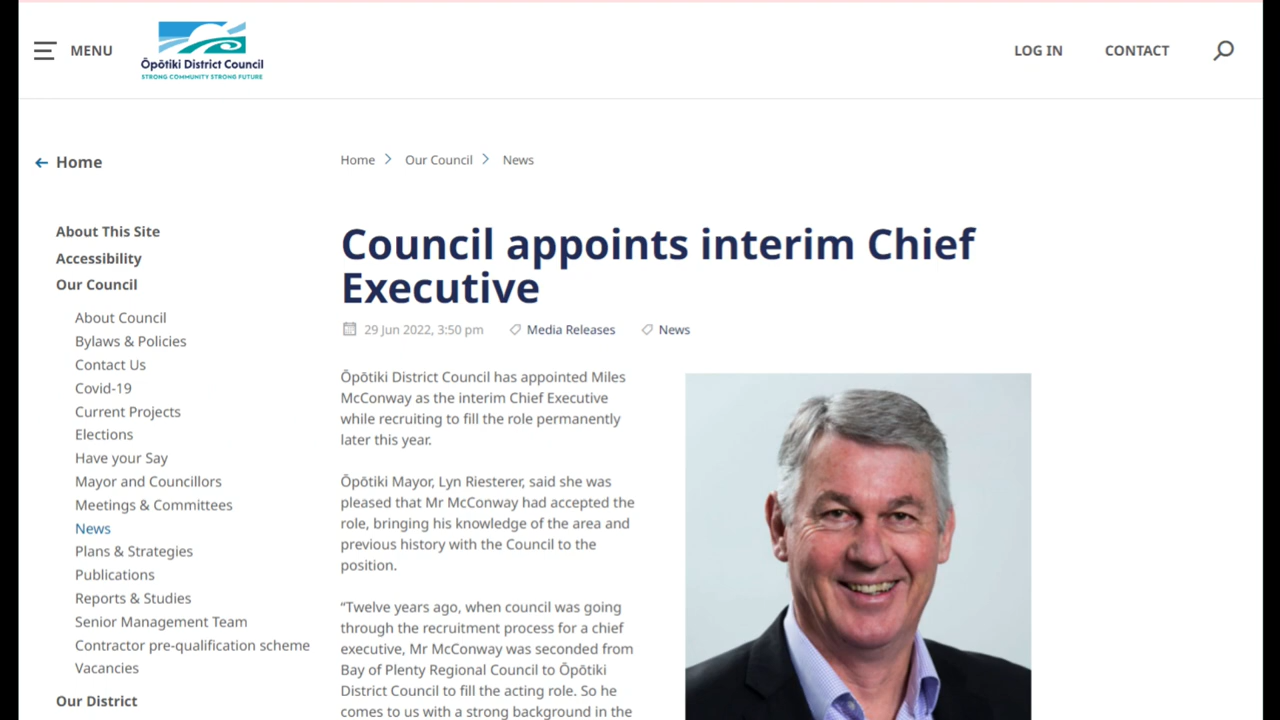 MENU
Ōpōtiki District Council
STRONG COMMUNITY STRONG FUTURE
LOG IN
CONTACT
Home
About This Site
Accessibility
Our Council
About Council
Bylaws & Policies
Contact Us
Covid-19
Current Projects
Elections
Have your Say
Mayor and Councillors
Meetings & Committees
News
Plans & Strategies
Publications
Reports & Studies
Senior Management Team
Contractor pre-qualification scheme
Vacancies
Our District
Home > Our Council > News
Council appoints interim Chief
Executive
29 Jun 2022, 3:50 pm Media Releases News
Ōpōtiki District Council has appointed Miles
McConway as the interim Chief Executive
while recruiting to fill the role permanently
later this year.
Ōpōtiki Mayor, Lyn Riesterer, said she was
pleased that Mr McConway had accepted the
role, bringing his knowledge of the area and
previous history with the Council to the
position.
“Twelve years ago, when council was going
through the recruitment process for a chief
executive, Mr McConway was seconded from
Bay of Plenty Regional Council to Ōpōtiki
District Council to fill the acting role. So he
comes to us with a strong background in the